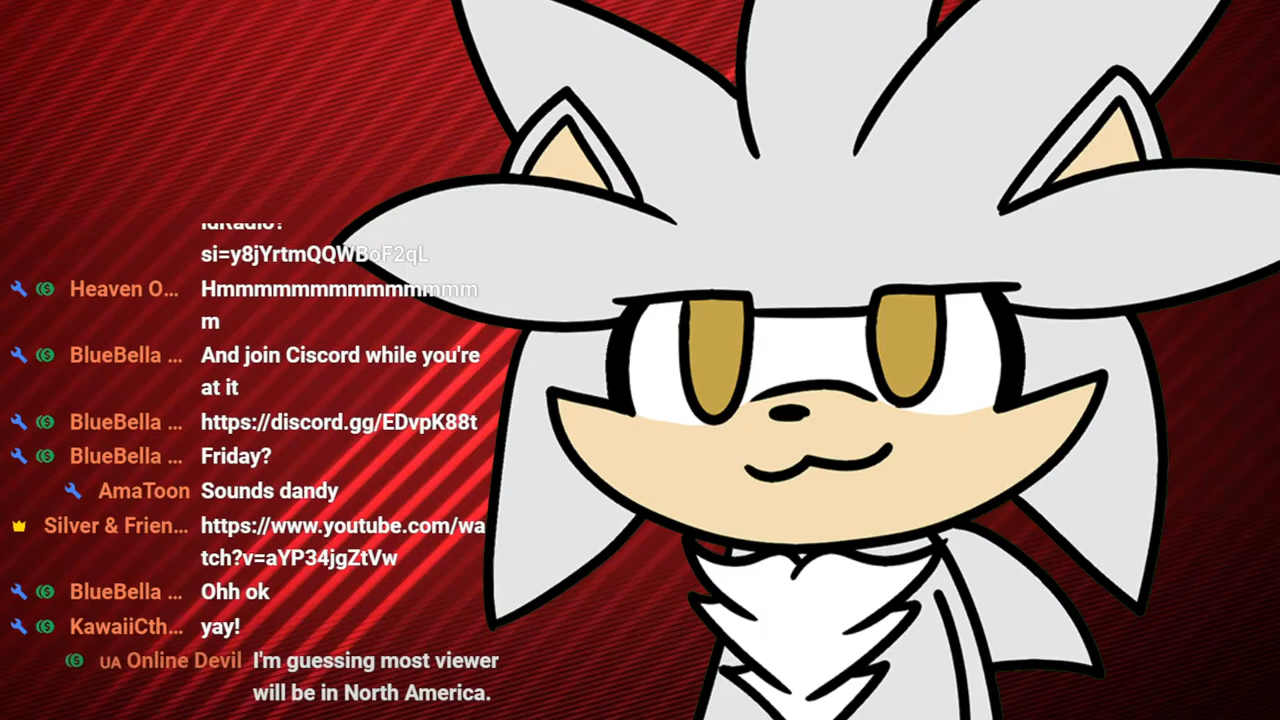 si=y8jYrtmQQWBoF2qL
Heaven O... Hmmmmmmmmmmmmmm
m
BlueBella ... And join Ciscord while you're
at it
BlueBella ... https://discord.gg/EDvpK88t
BlueBella ... Friday?
AmaToon Sounds dandy
Silver & Frien... https://www.youtube.com/wa
tch?v=aYP34jgZtVw
BlueBella ... Ohh ok
KawaiiCth... yay!
UA Online Devil I'm guessing most viewer
will be in North America.